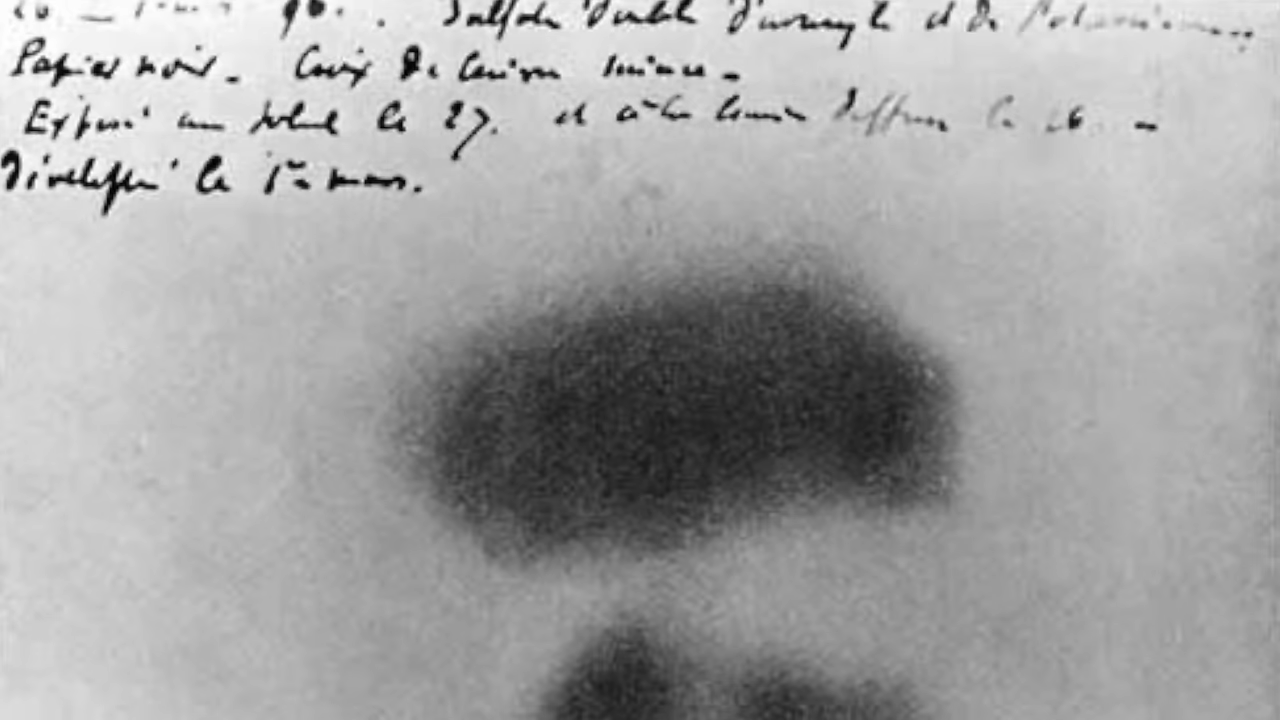 96. Sulfate double d'uranyle et de Potassium
Papier noir. Croix de Cuivre mince.
Exposé au soleil le 27. et à la lumière diffuse le 26.
Développé le 1er mars.